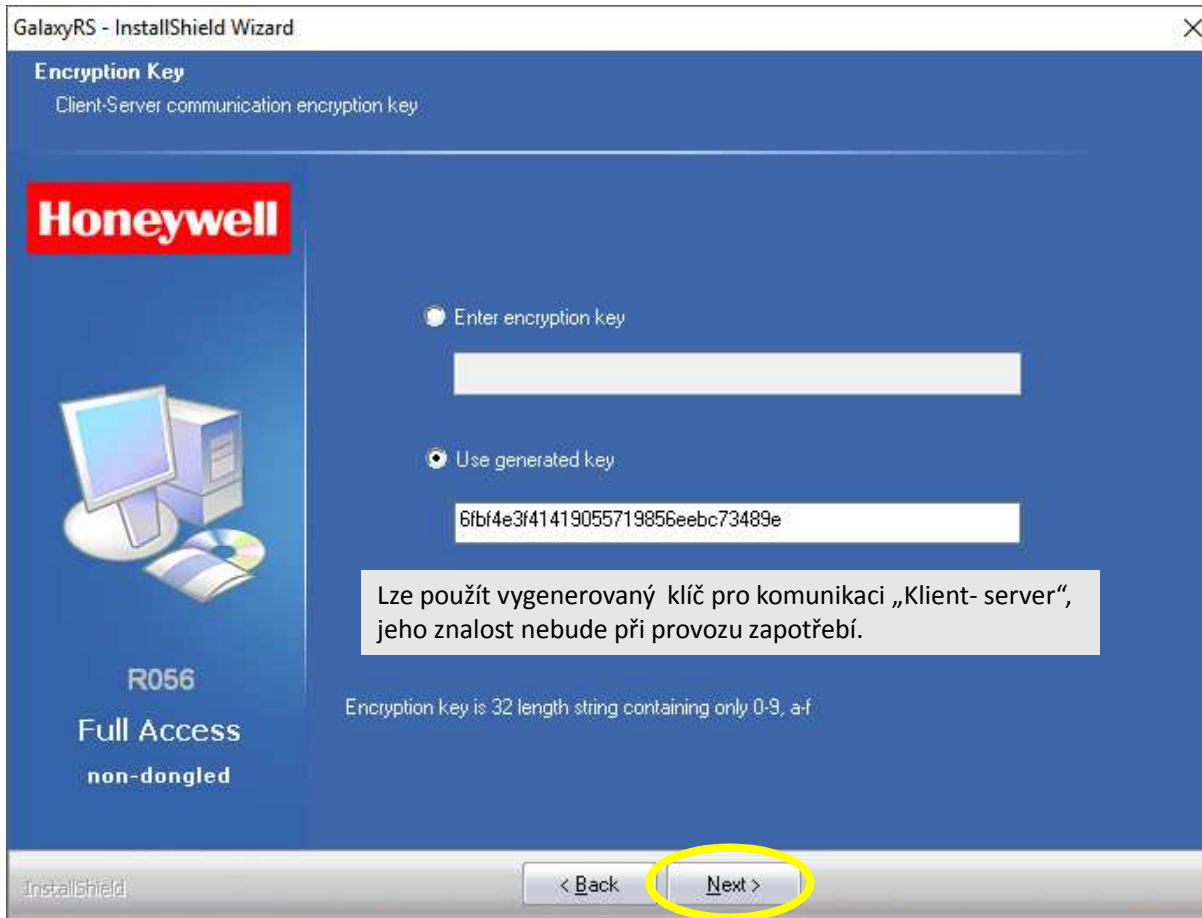 GalaxyRS - InstallShield Wizard
Encryption Key
Client-Server communication encryption key
Honeywell
Enter encryption key
Use generated key
6fbf4e3f41419055719856eebc73489e
Lze použít vygenerovaný klíč pro komunikaci „Klient- server“,
jeho znalost nebude při provozu zapotřebí.
R056
Full Access
non-dongled
Encryption key is 32 length string containing only 0-9, a-f
InstallShield
< Back
Next >